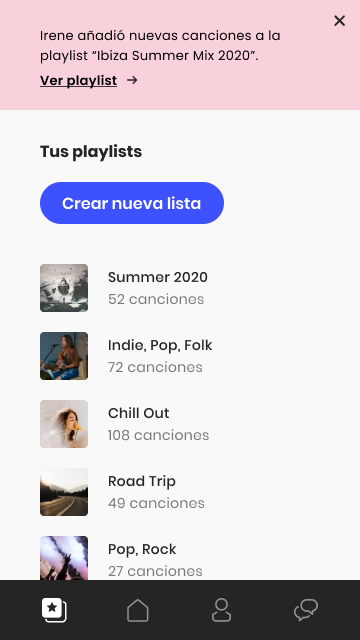 Irene añadió nuevas canciones a la
playlist “Ibiza Summer Mix 2020”.
Ver playlist
Tus playlists
Crear nueva lista
Summer 2020
52 canciones
Indie, Pop, Folk
72 canciones
Chill Out
108 canciones
Road Trip
49 canciones
Pop, Rock
27 canciones